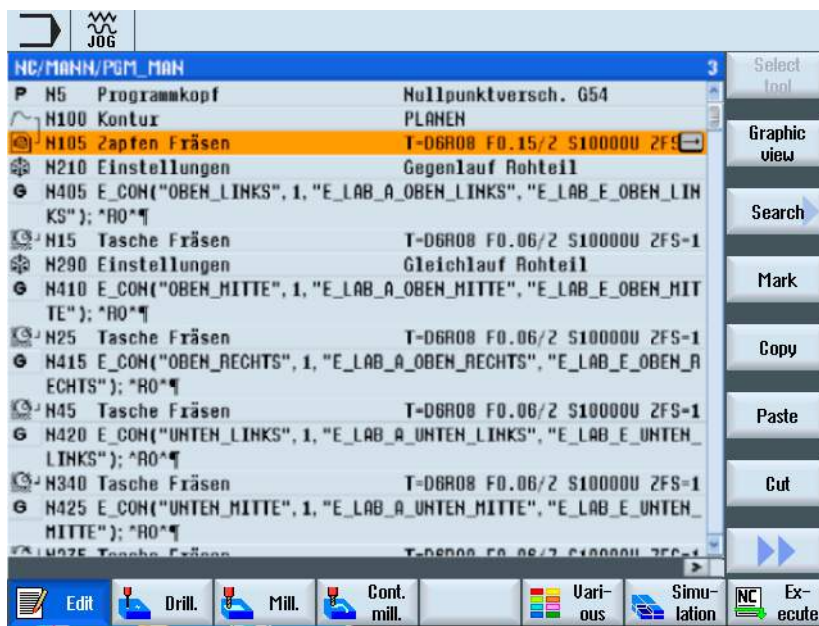 JOG
NC/MANN/PGM_MAN 3
P N5 Programmkopf Nullpunktversch. G54
N100 Kontur PLANEN
N105 Zapfen Fräsen T=D6R08 F0.15/Z S10000U ZFS
N210 Einstellungen Gegenlauf Rohteil
G N405 E_CON("OBEN_LINKS",1,"E_LAB_A_OBEN_LINKS","E_LAB_E_OBEN_LIN
KS");*RO*¶
N15 Tasche Fräsen T=D6R08 F0.06/Z S10000U ZFS=1
N290 Einstellungen Gleichlauf Rohteil
G N410 E_CON("OBEN_MITTE",1,"E_LAB_A_OBEN_MITTE","E_LAB_E_OBEN_MIT
TE");*RO*¶
N25 Tasche Fräsen T=D6R08 F0.06/Z S10000U ZFS=1
G N415 E_CON("OBEN_RECHTS",1,"E_LAB_A_OBEN_RECHTS","E_LAB_E_OBEN_R
ECHTS");*RO*¶
N45 Tasche Fräsen T=D6R08 F0.06/Z S10000U ZFS=1
G N420 E_CON("UNTEN_LINKS",1,"E_LAB_A_UNTEN_LINKS","E_LAB_E_UNTEN_
LINKS");*RO*¶
N340 Tasche Fräsen T=D6R08 F0.06/Z S10000U ZFS=1
G N425 E_CON("UNTEN_MITTE",1,"E_LAB_A_UNTEN_MITTE","E_LAB_E_UNTEN_
MITTE");*RO*¶
Tasche Fräsen
Select
tool
Graphic
view
Search
Mark
Copy
Paste
Cut
Edit
Drill.
Mill.
Cont.
mill.
Vari-
ous
Simu-
lation
NC Ex-
ecute